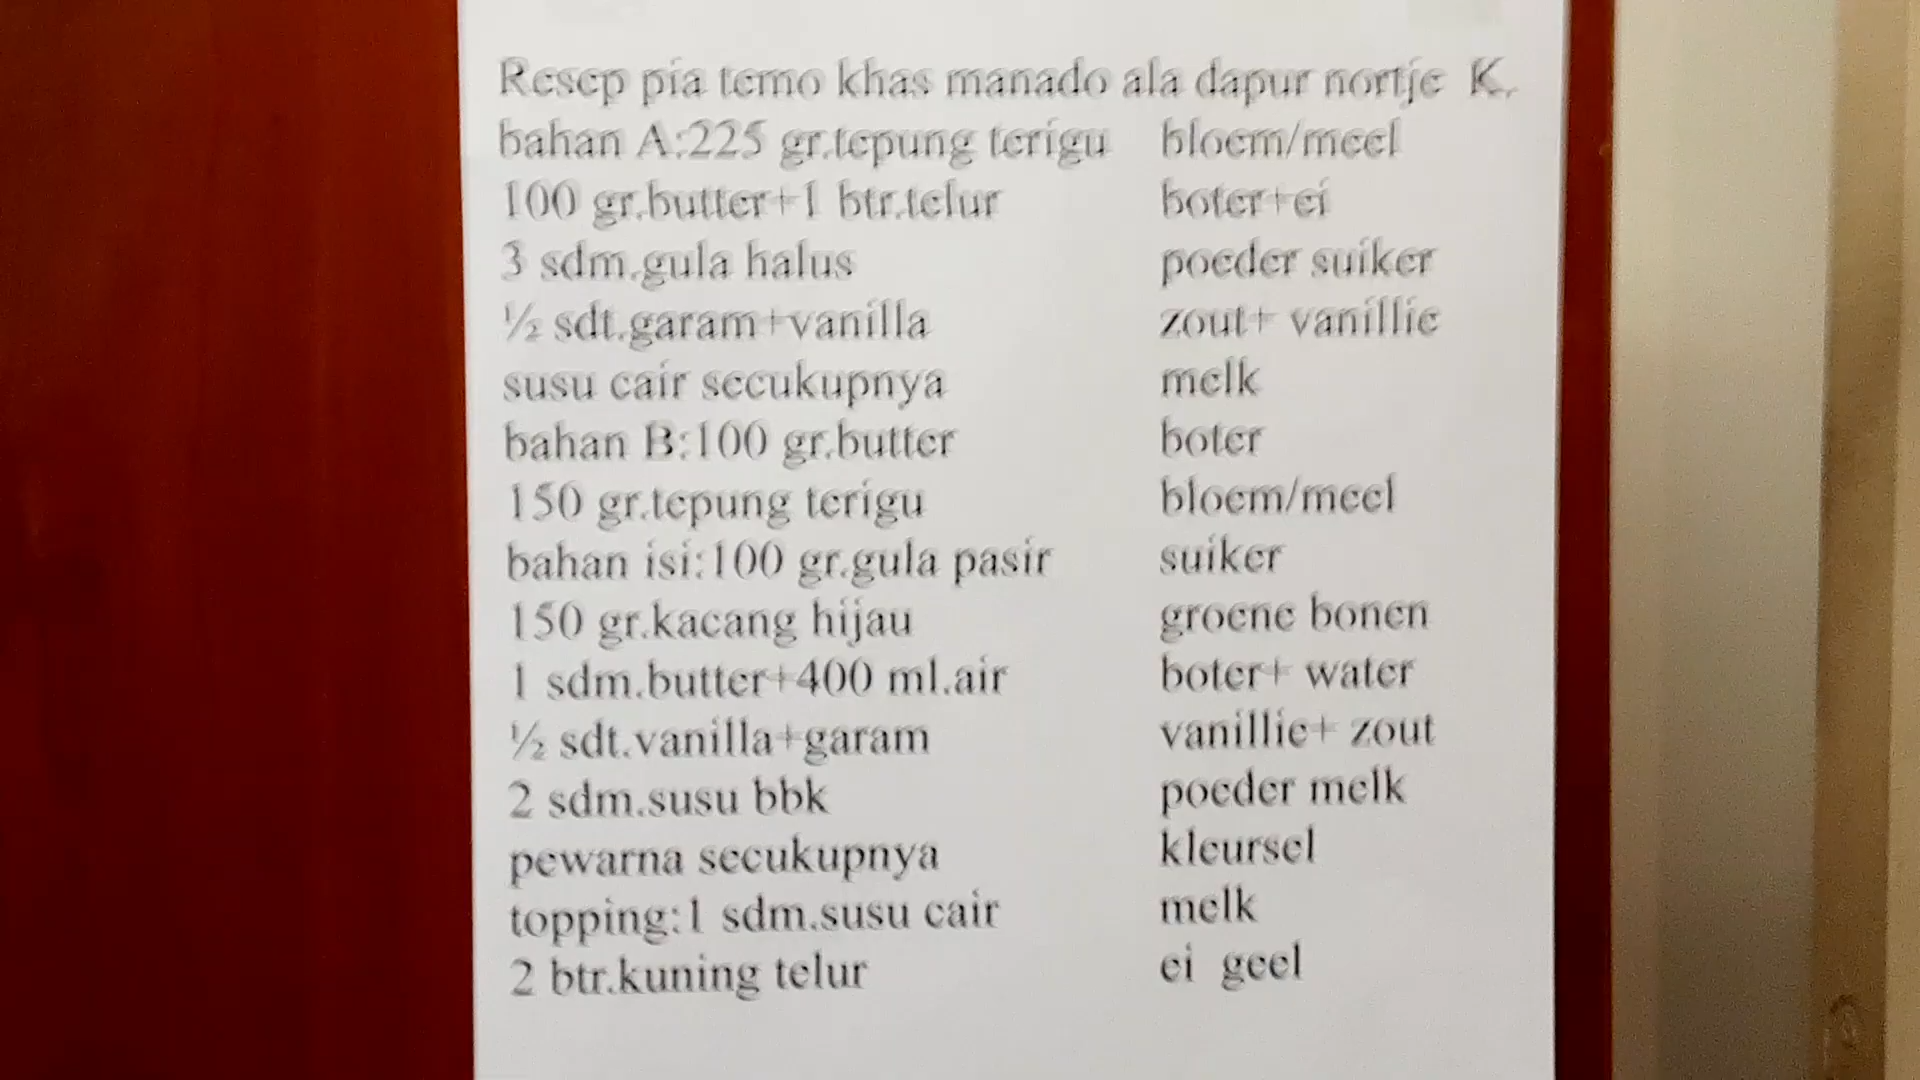 Resep pia temo khas manado ala dapur nortje K.
bahan A:225 gr.tepung terigu bloem/meel
100 gr.butter+1 btr.telur boter+ei
3 sdm.gula halus poeder suiker
½ sdt.garam+vanilla zout+ vanillie
susu cair secukupnya melk
bahan B:100 gr.butter boter
150 gr.tepung terigu bloem/meel
bahan isi:100 gr.gula pasir suiker
150 gr.kacang hijau groene bonen
1 sdm.butter+400 ml.air boter+ water
½ sdt.vanilla+garam vanillie+ zout
2 sdm.susu bbk poeder melk
pewarna secukupnya kleursel
topping:1 sdm.susu cair melk
2 btr.kuning telur ei geel